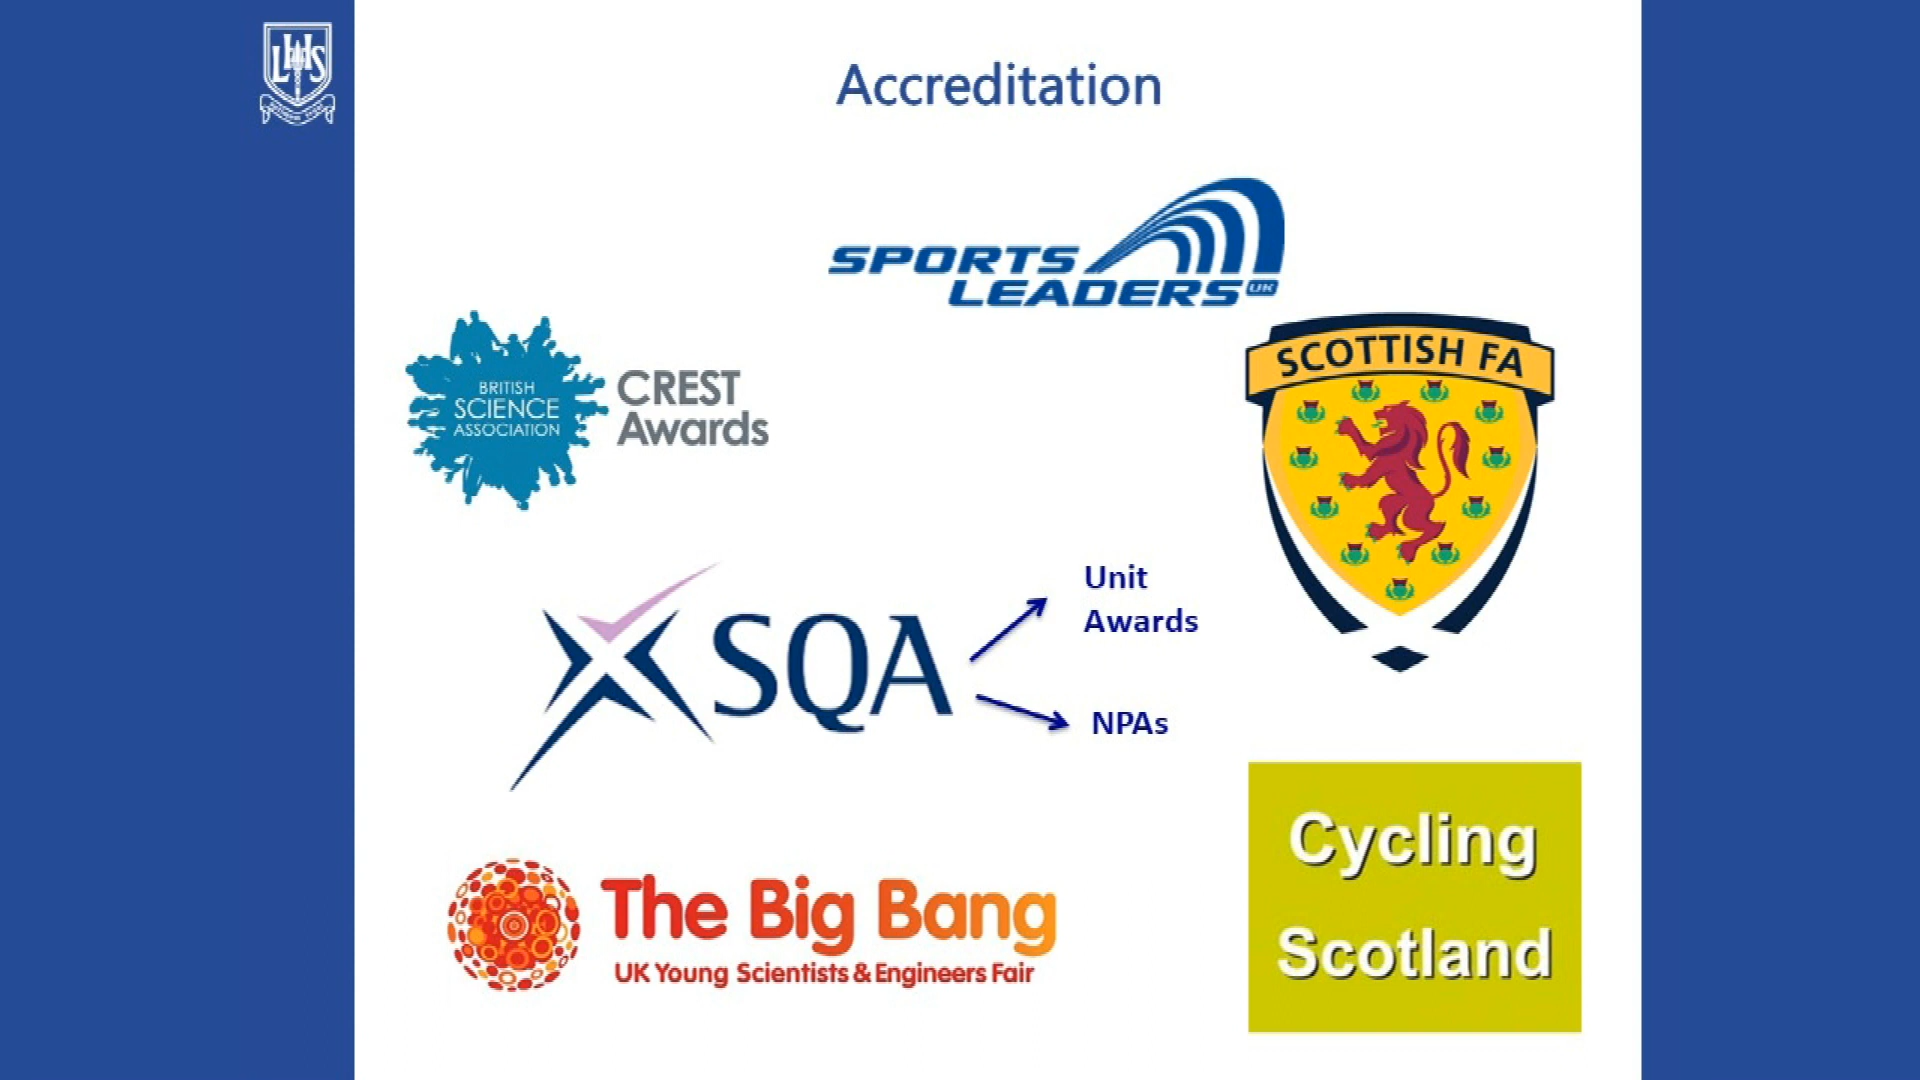 LHS
Accreditation
SPORTS
LEADERS UK
BRITISH
SCIENCE
ASSOCIATION
CREST
Awards
SCOTTISH FA
SQA
Unit
Awards
NPAs
The Big Bang
UK Young Scientists & Engineers Fair
Cycling
Scotland